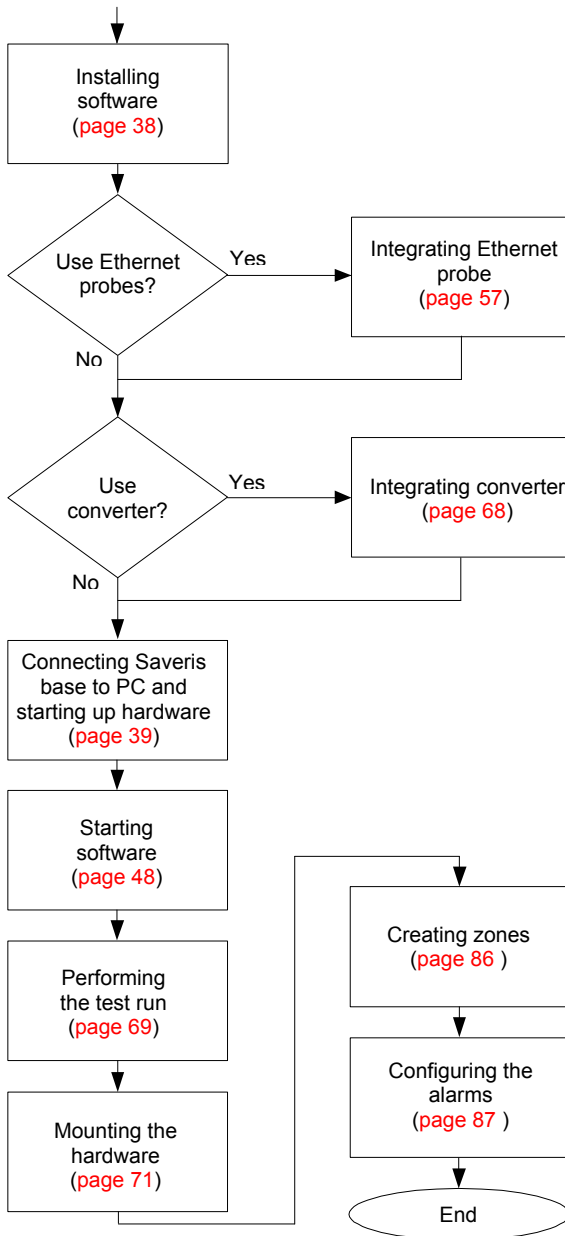 Installing
software
(page 38)
Use Ethernet
probes?
Yes
Integrating Ethernet
probe
(page 57)
No
Use
converter?
Yes
Integrating converter
(page 68)
No
Connecting Saveris
base to PC and
starting up hardware
(page 39)
Starting
software
(page 48)
Performing
the test run
(page 69)
Mounting the
hardware
(page 71)
Creating zones
(page 86 )
Configuring the
alarms
(page 87 )
End